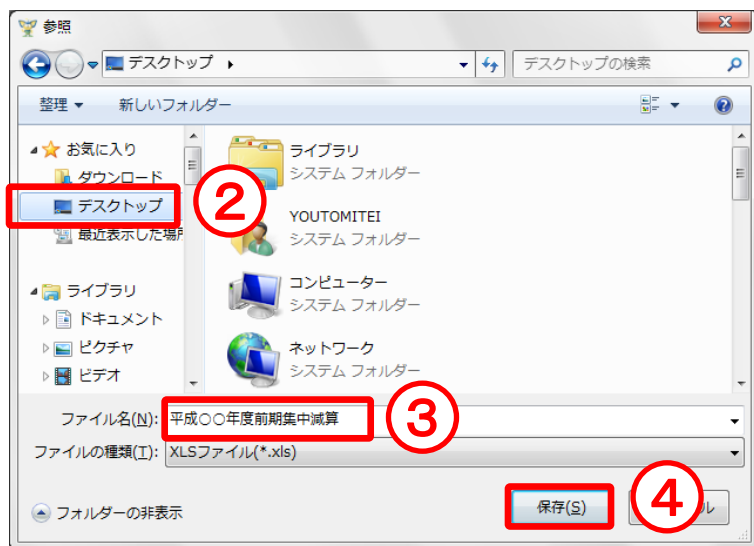 参照
デスクトップ
デスクトップの検索
整理
新しいフォルダー
お気に入り
ダウンロード
デスクトップ
最近表示した場
ライブラリ
ドキュメント
ピクチャ
ビデオ
②
ライブラリ
システム フォルダー
YOUTOMITEI
システム フォルダー
コンピューター
システム フォルダー
ネットワーク
システム フォルダー
ファイル名(N): 平成○○年度前期集中減算
③
ファイルの種類(T): XLSファイル(*.xls)
フォルダーの非表示
保存(S)
④
ル